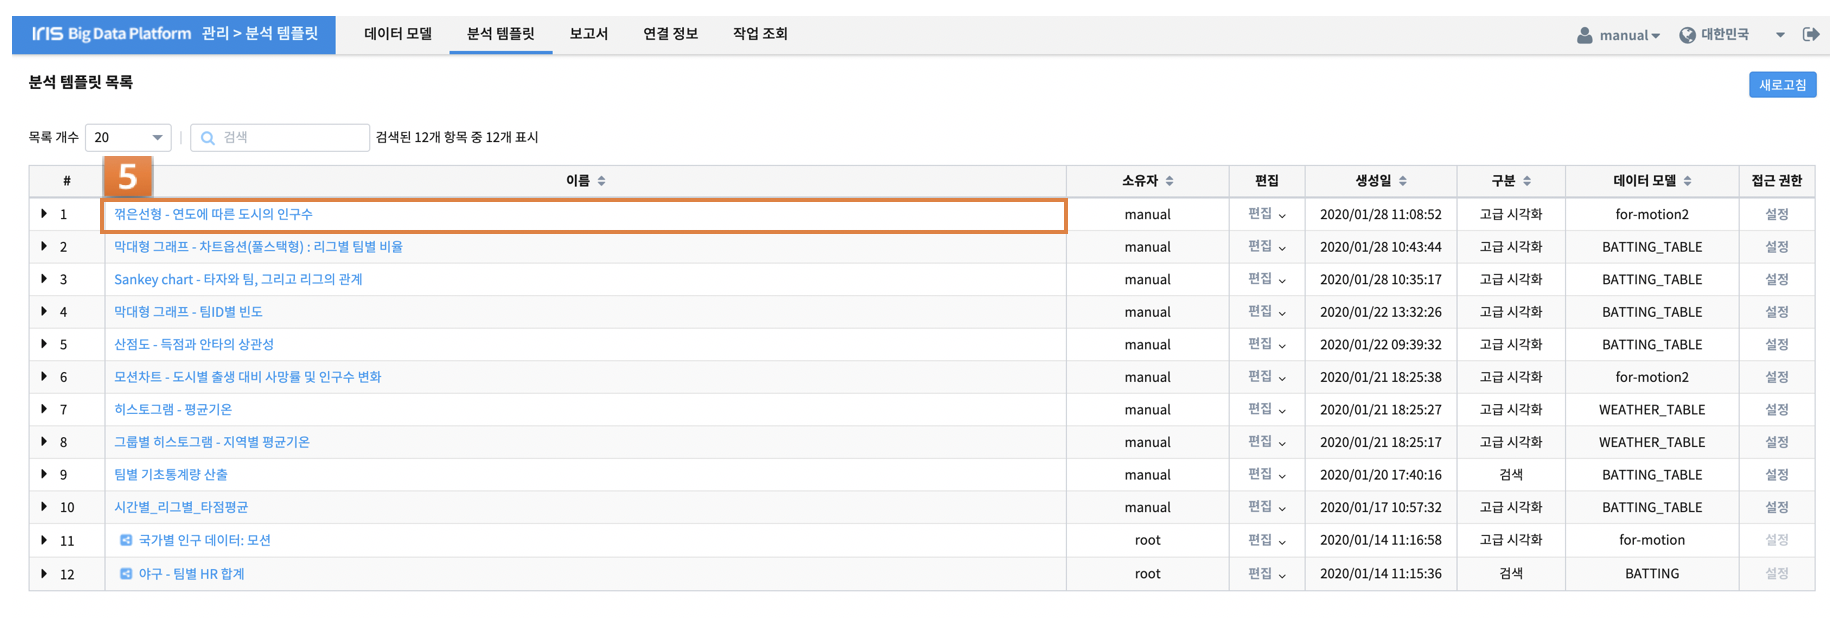 IRIS Big Data Platform 관리 > 분석 템플릿 데이터 모델 분석 템플릿 보고서 연결 정보 작업 조회 manual 대한민국
분석 템플릿 목록 새로고침
목록 개수 20 검색 검색된 12개 항목 중 12개 표시
5
# 이름 소유자 편집 생성일 구분 데이터 모델 접근 권한
1 꺾은선형 - 연도에 따른 도시의 인구수 manual 편집 2020/01/28 11:08:52 고급 시각화 for-motion2 설정
2 막대형 그래프 - 차트옵션(풀스택형) : 리그별 팀별 비율 manual 편집 2020/01/28 10:43:44 고급 시각화 BATTING_TABLE 설정
3 Sankey chart - 타자와 팀, 그리고 리그의 관계 manual 편집 2020/01/28 10:35:17 고급 시각화 BATTING_TABLE 설정
4 막대형 그래프 - 팀ID별 빈도 manual 편집 2020/01/22 13:32:26 고급 시각화 BATTING_TABLE 설정
5 산점도 - 득점과 안타의 상관성 manual 편집 2020/01/22 09:39:32 고급 시각화 BATTING_TABLE 설정
6 모션차트 - 도시별 출생 대비 사망률 및 인구수 변화 manual 편집 2020/01/21 18:25:38 고급 시각화 for-motion2 설정
7 히스토그램 - 평균기온 manual 편집 2020/01/21 18:25:27 고급 시각화 WEATHER_TABLE 설정
8 그룹별 히스토그램 - 지역별 평균기온 manual 편집 2020/01/21 18:25:17 고급 시각화 WEATHER_TABLE 설정
9 팀별 기초통계량 산출 manual 편집 2020/01/20 17:40:16 검색 BATTING_TABLE 설정
10 시간별_리그별_타점평균 manual 편집 2020/01/17 10:57:32 고급 시각화 BATTING_TABLE 설정
11 국가별 인구 데이터: 모션 root 편집 2020/01/14 11:16:58 고급 시각화 for-motion 설정
12 야구 - 팀별 HR 합계 root 편집 2020/01/14 11:15:36 검색 BATTING 설정